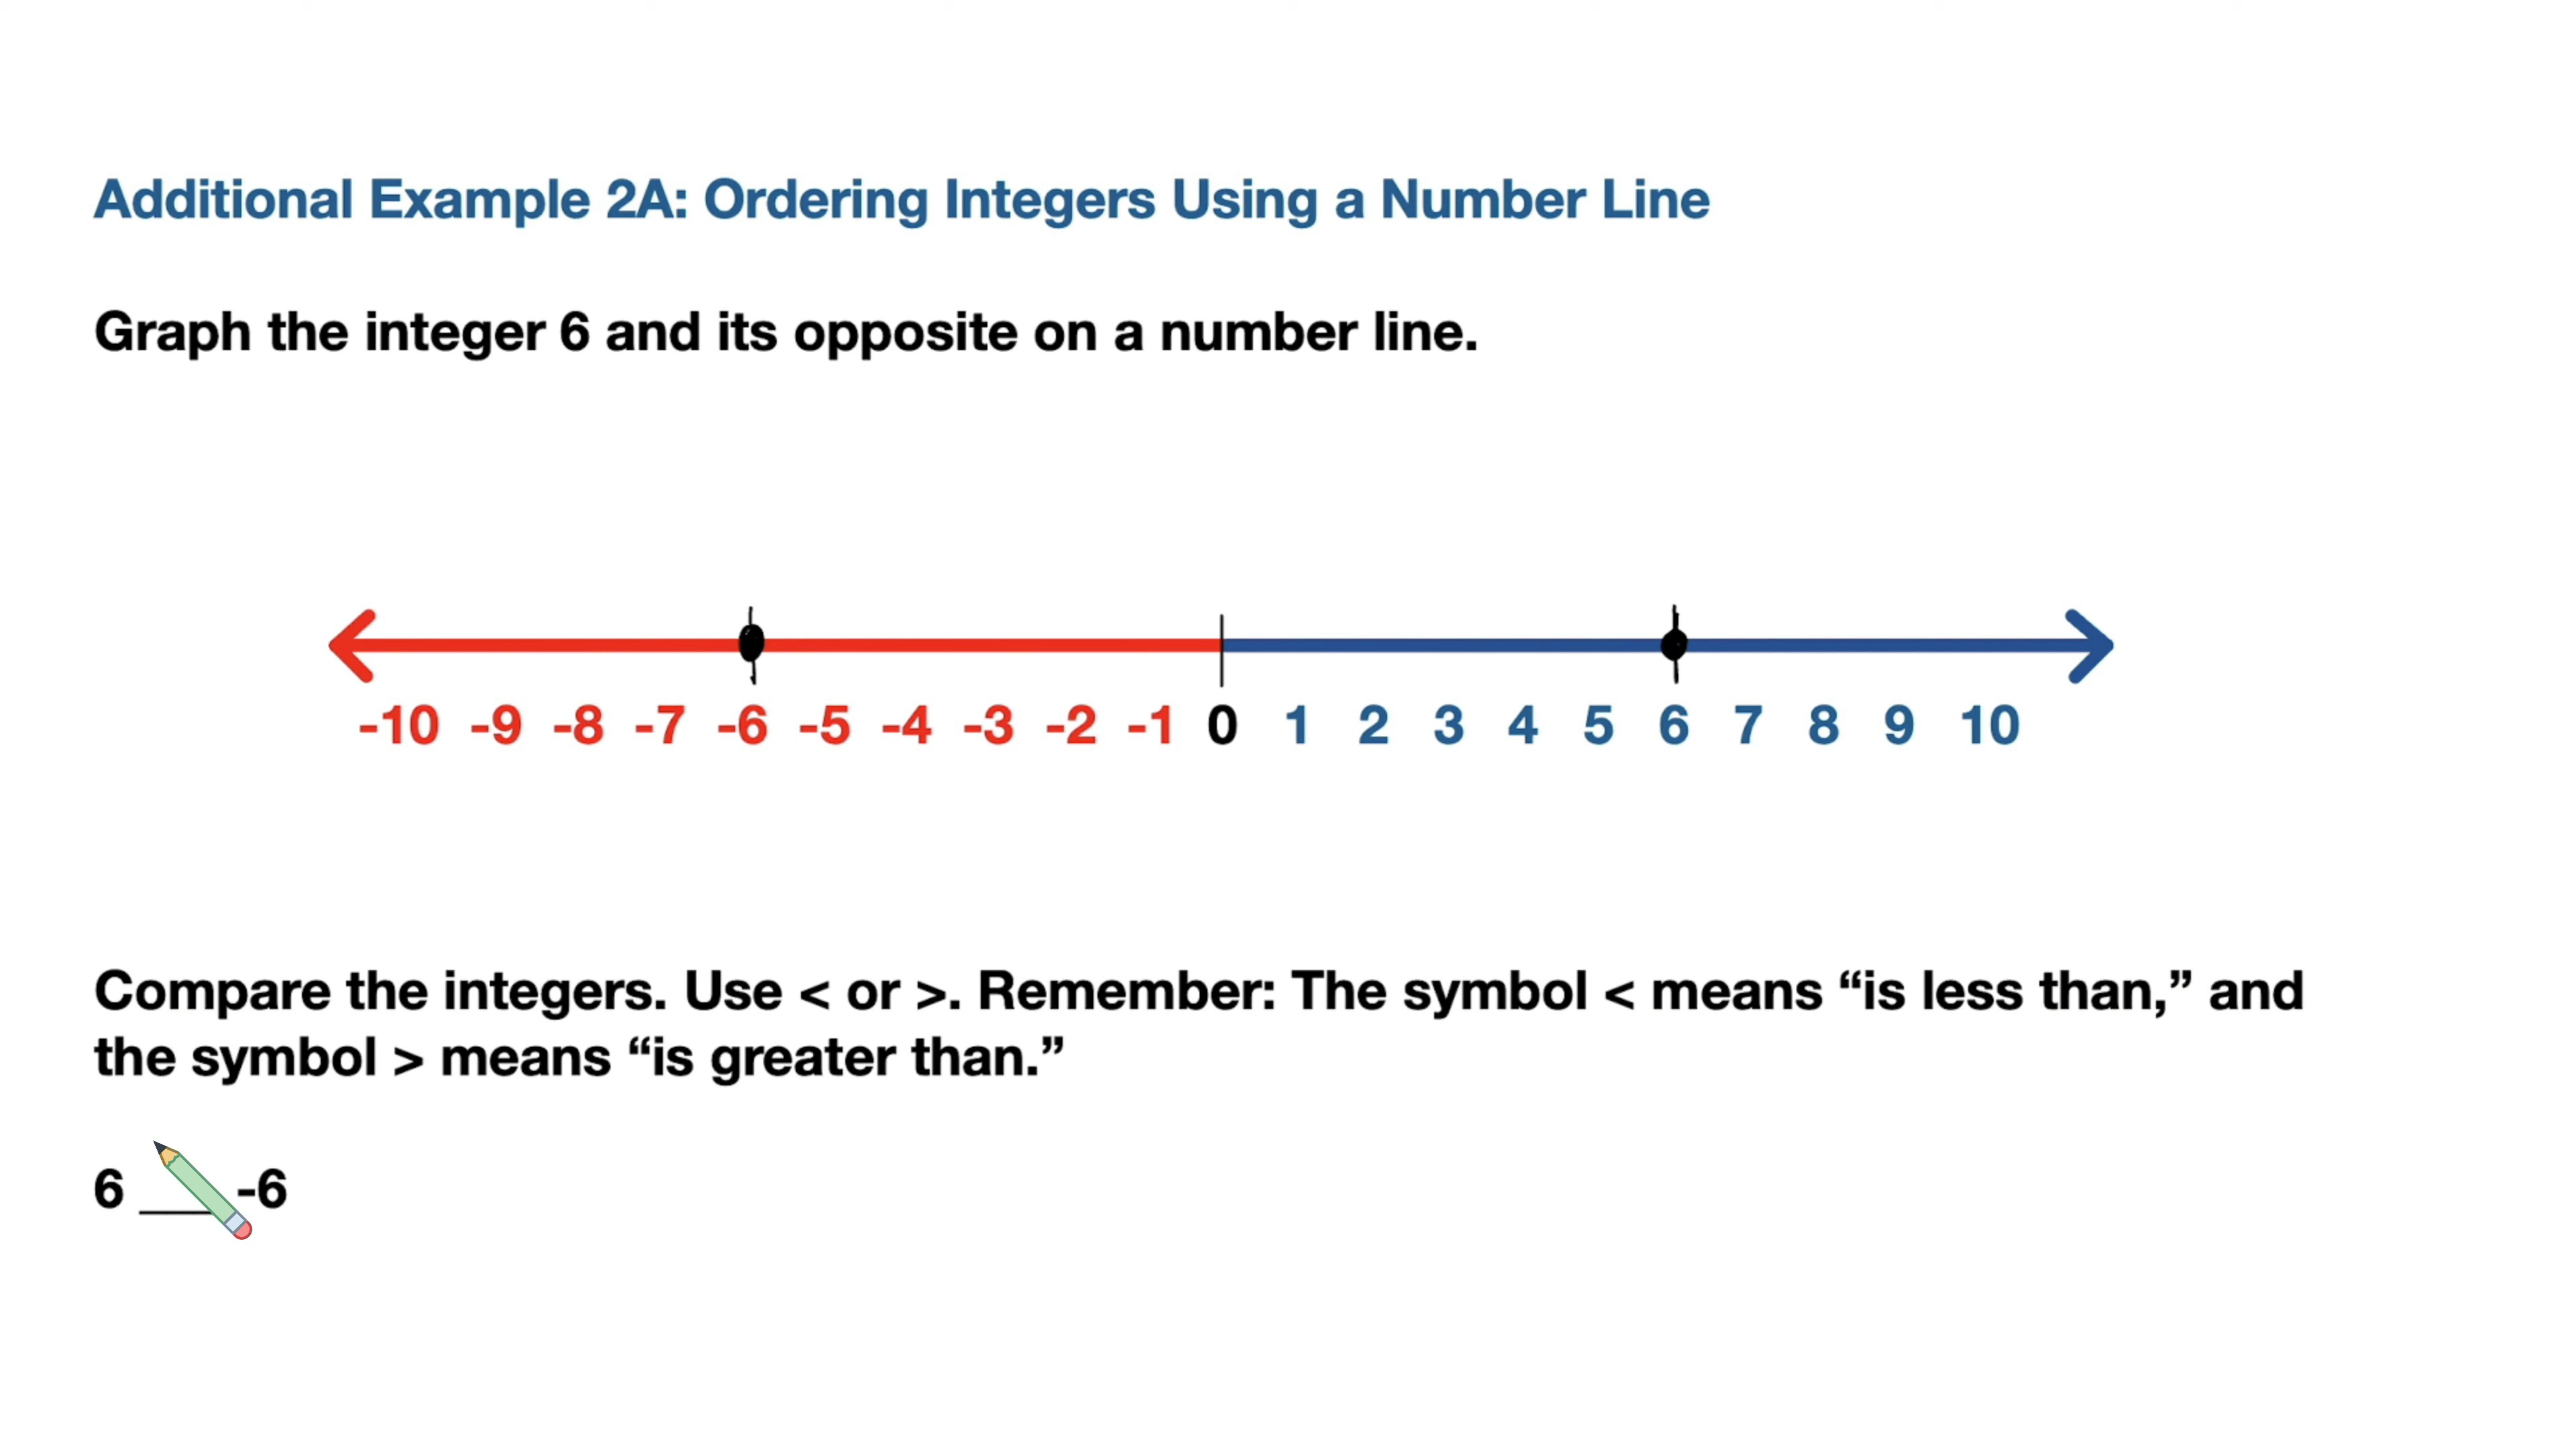 Additional Example 2A: Ordering Integers Using a Number Line
Graph the integer 6 and its opposite on a number line.
-10 -9 -8 -7 -6 -5 -4 -3 -2 -1 0 1 2 3 4 5 6 7 8 9 10
Compare the integers. Use < or >. Remember: The symbol < means “is less than,” and
the symbol > means “is greater than.”
6 ____ -6